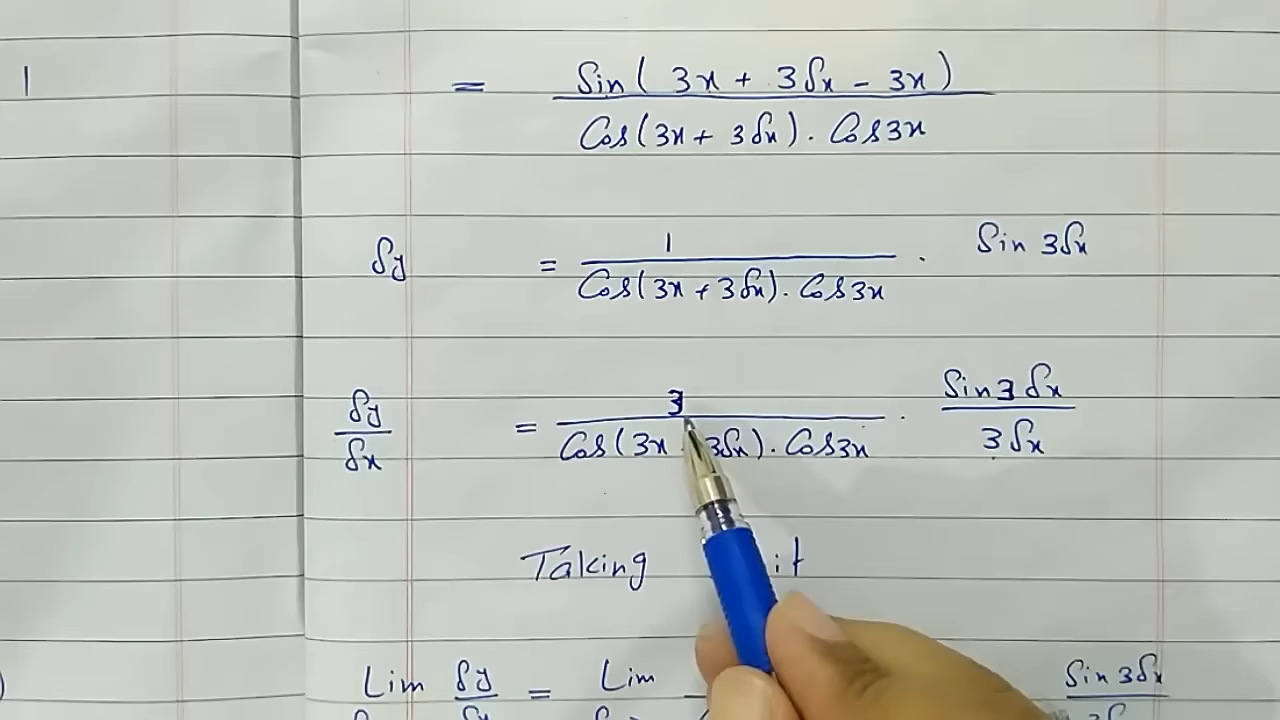 1 = Sin(3x + 3δx - 3x)
Cos(3x + 3δx) . Cos3x
δy = 1 . Sin 3δx
Cos(3x + 3δx) . Cos3x
δy = 3 . Sin3δx
δx Cos(3x 3δx) . Cos3x 3δx
Taking
Lim δy = Lim Sin 3δx